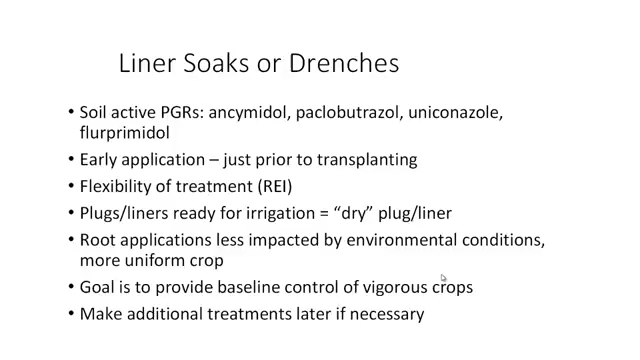 Liner Soaks or Drenches
• Soil active PGRs: ancymidol, paclobutrazol, uniconazole,
flurprimidol
• Early application – just prior to transplanting
• Flexibility of treatment (REI)
• Plugs/liners ready for irrigation = “dry” plug/liner
• Root applications less impacted by environmental conditions,
more uniform crop
• Goal is to provide baseline control of vigorous crops
• Make additional treatments later if necessary